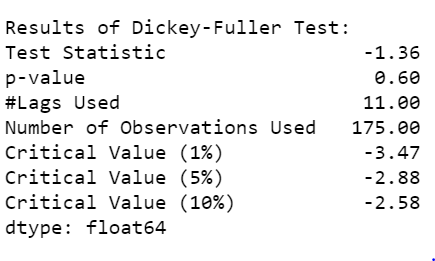 Results of Dickey-Fuller Test:
Test Statistic                  -1.36
p-value                          0.60
#Lags Used                      11.00
Number of Observations Used    175.00
Critical Value (1%)             -3.47
Critical Value (5%)             -2.88
Critical Value (10%)            -2.58
dtype: float64